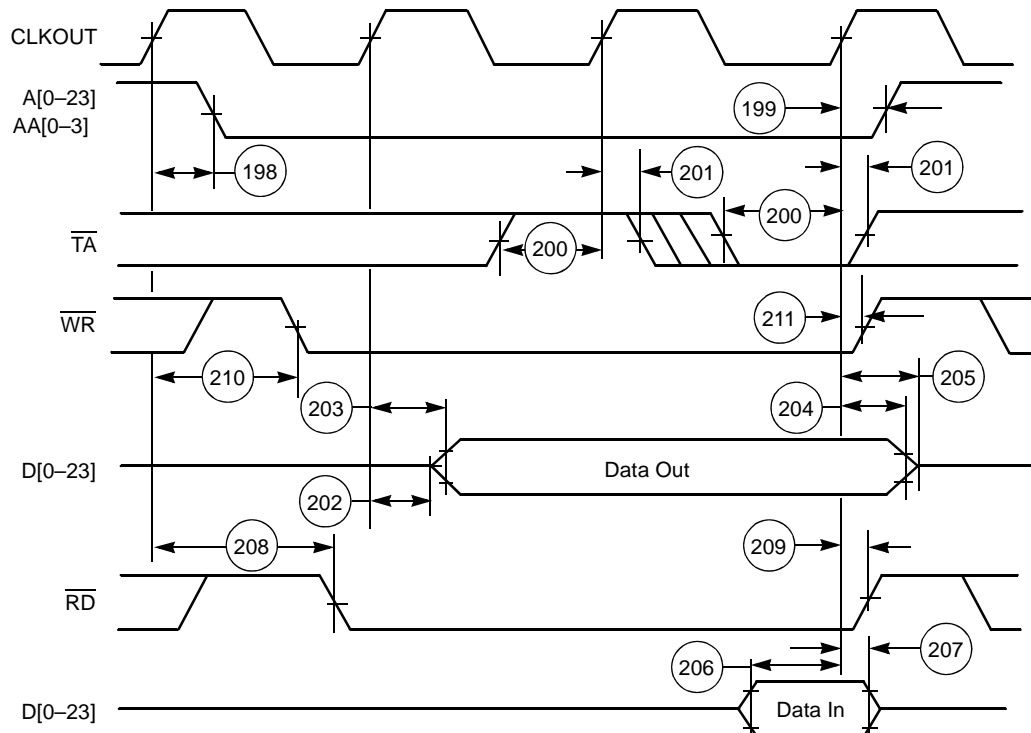 CLKOUT
A[0–23]
AA[0–3]
199
198
201
201
TA
200
200
WR
211
210
205
203
204
D[0–23]
Data Out
202
208
209
RD
206
207
D[0–23]
Data In